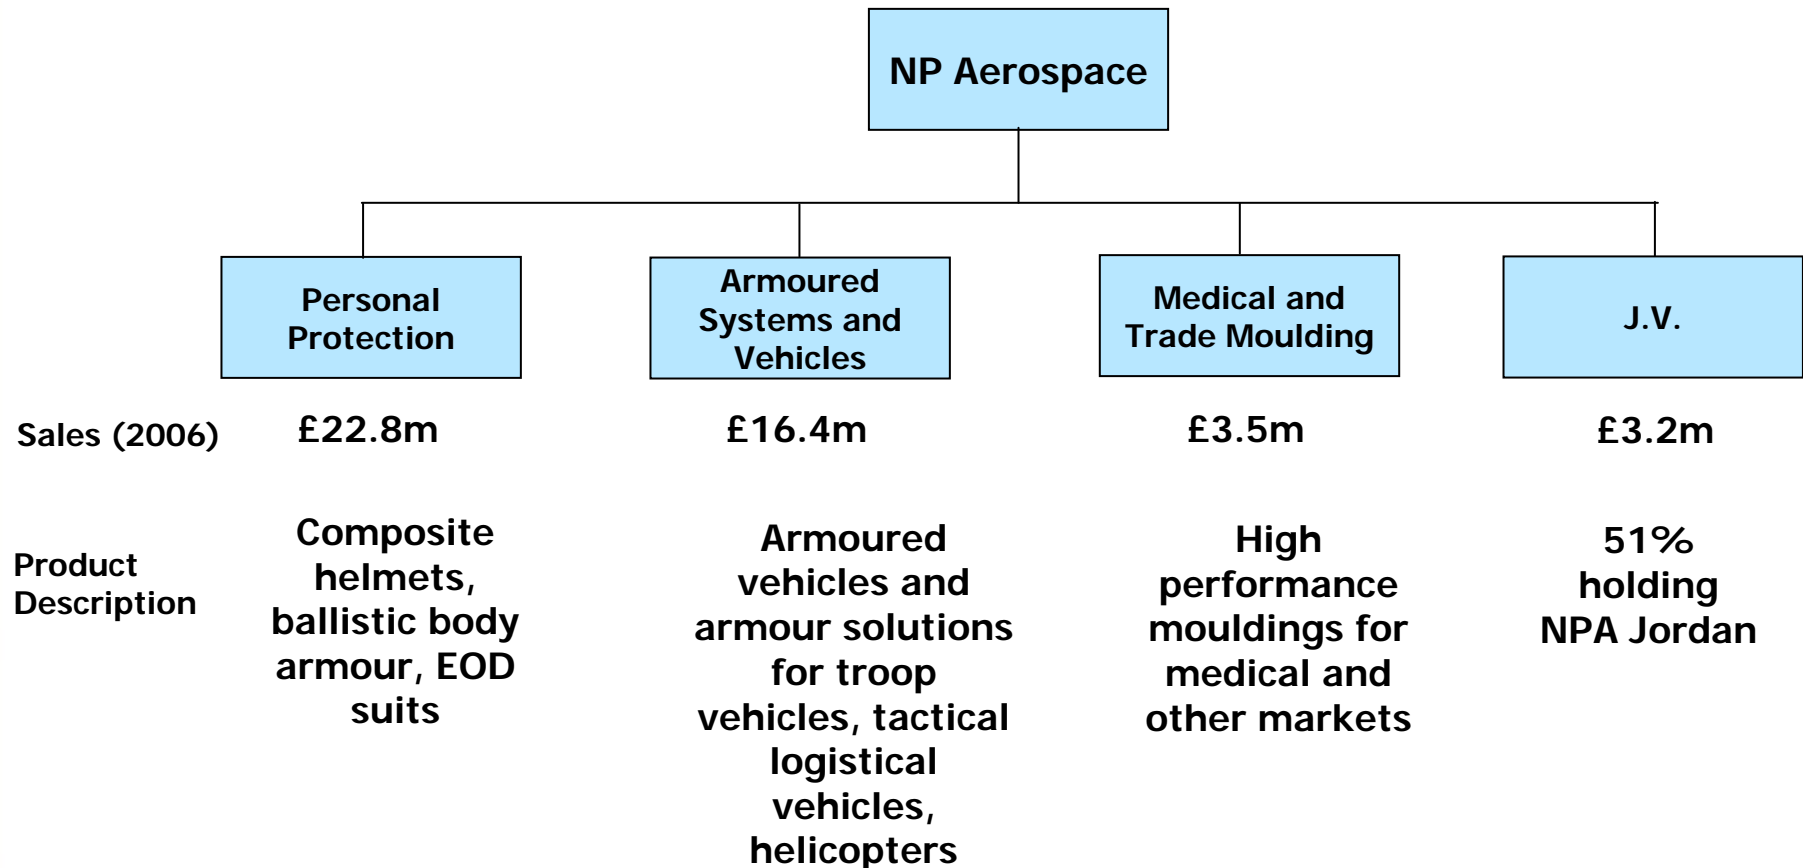 NP Aerospace
Personal
Protection
Armoured
Systems and
Vehicles
Medical and
Trade Moulding
J.V.
Sales (2006)
£22.8m
£16.4m
£3.5m
£3.2m
Product
Description
Composite
helmets,
ballistic body
armour, EOD
suits
Armoured
vehicles and
armour solutions
for troop
vehicles, tactical
logistical
vehicles,
helicopters
High
performance
mouldings for
medical and
other markets
51%
holding
NPA Jordan